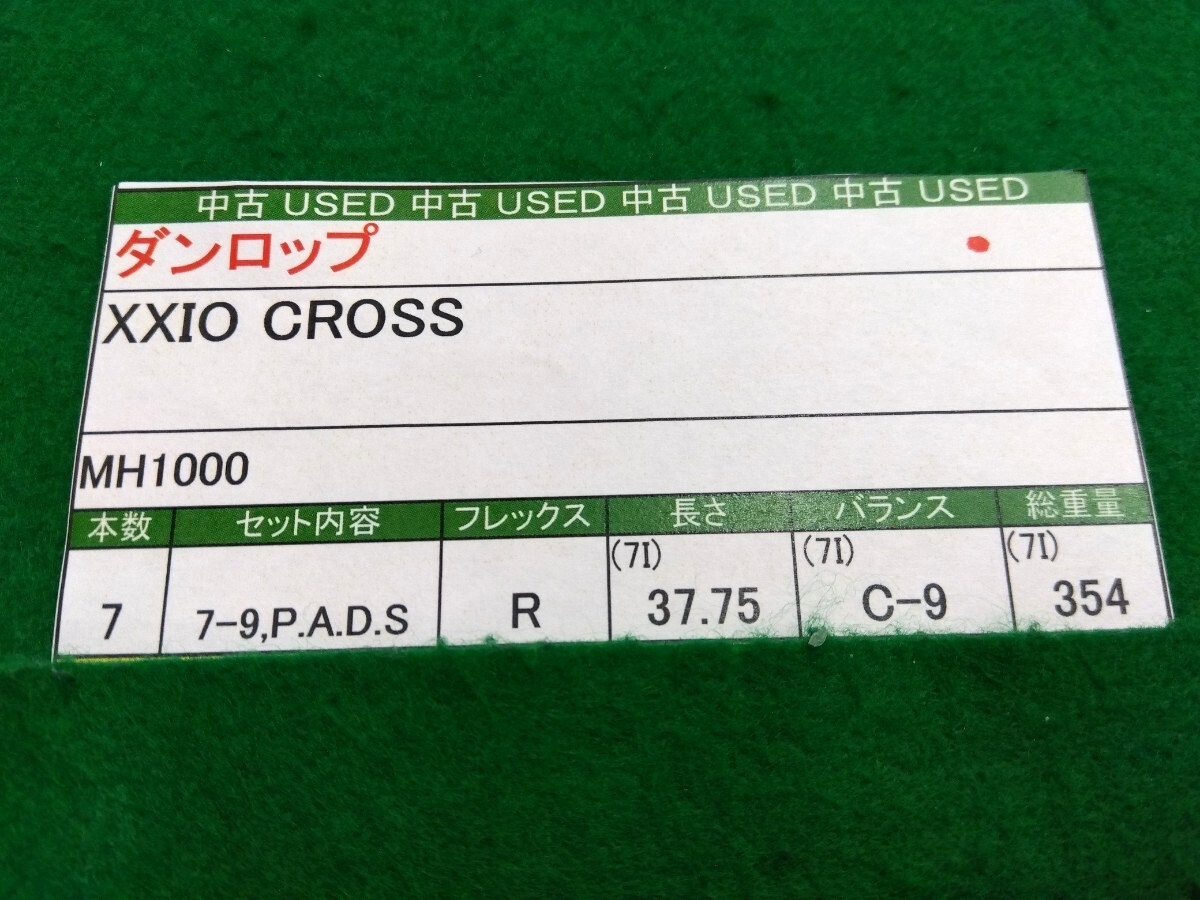 中古 USED 中古 USED 中古 USED 中古 USED
ダンロップ
XXIO CROSS
MH1000
本数 セット内容 フレックス 長さ バランス 総重量
(7I) (7I) (7I)
7 7-9,P.A.D.S R 37.75 C-9 354